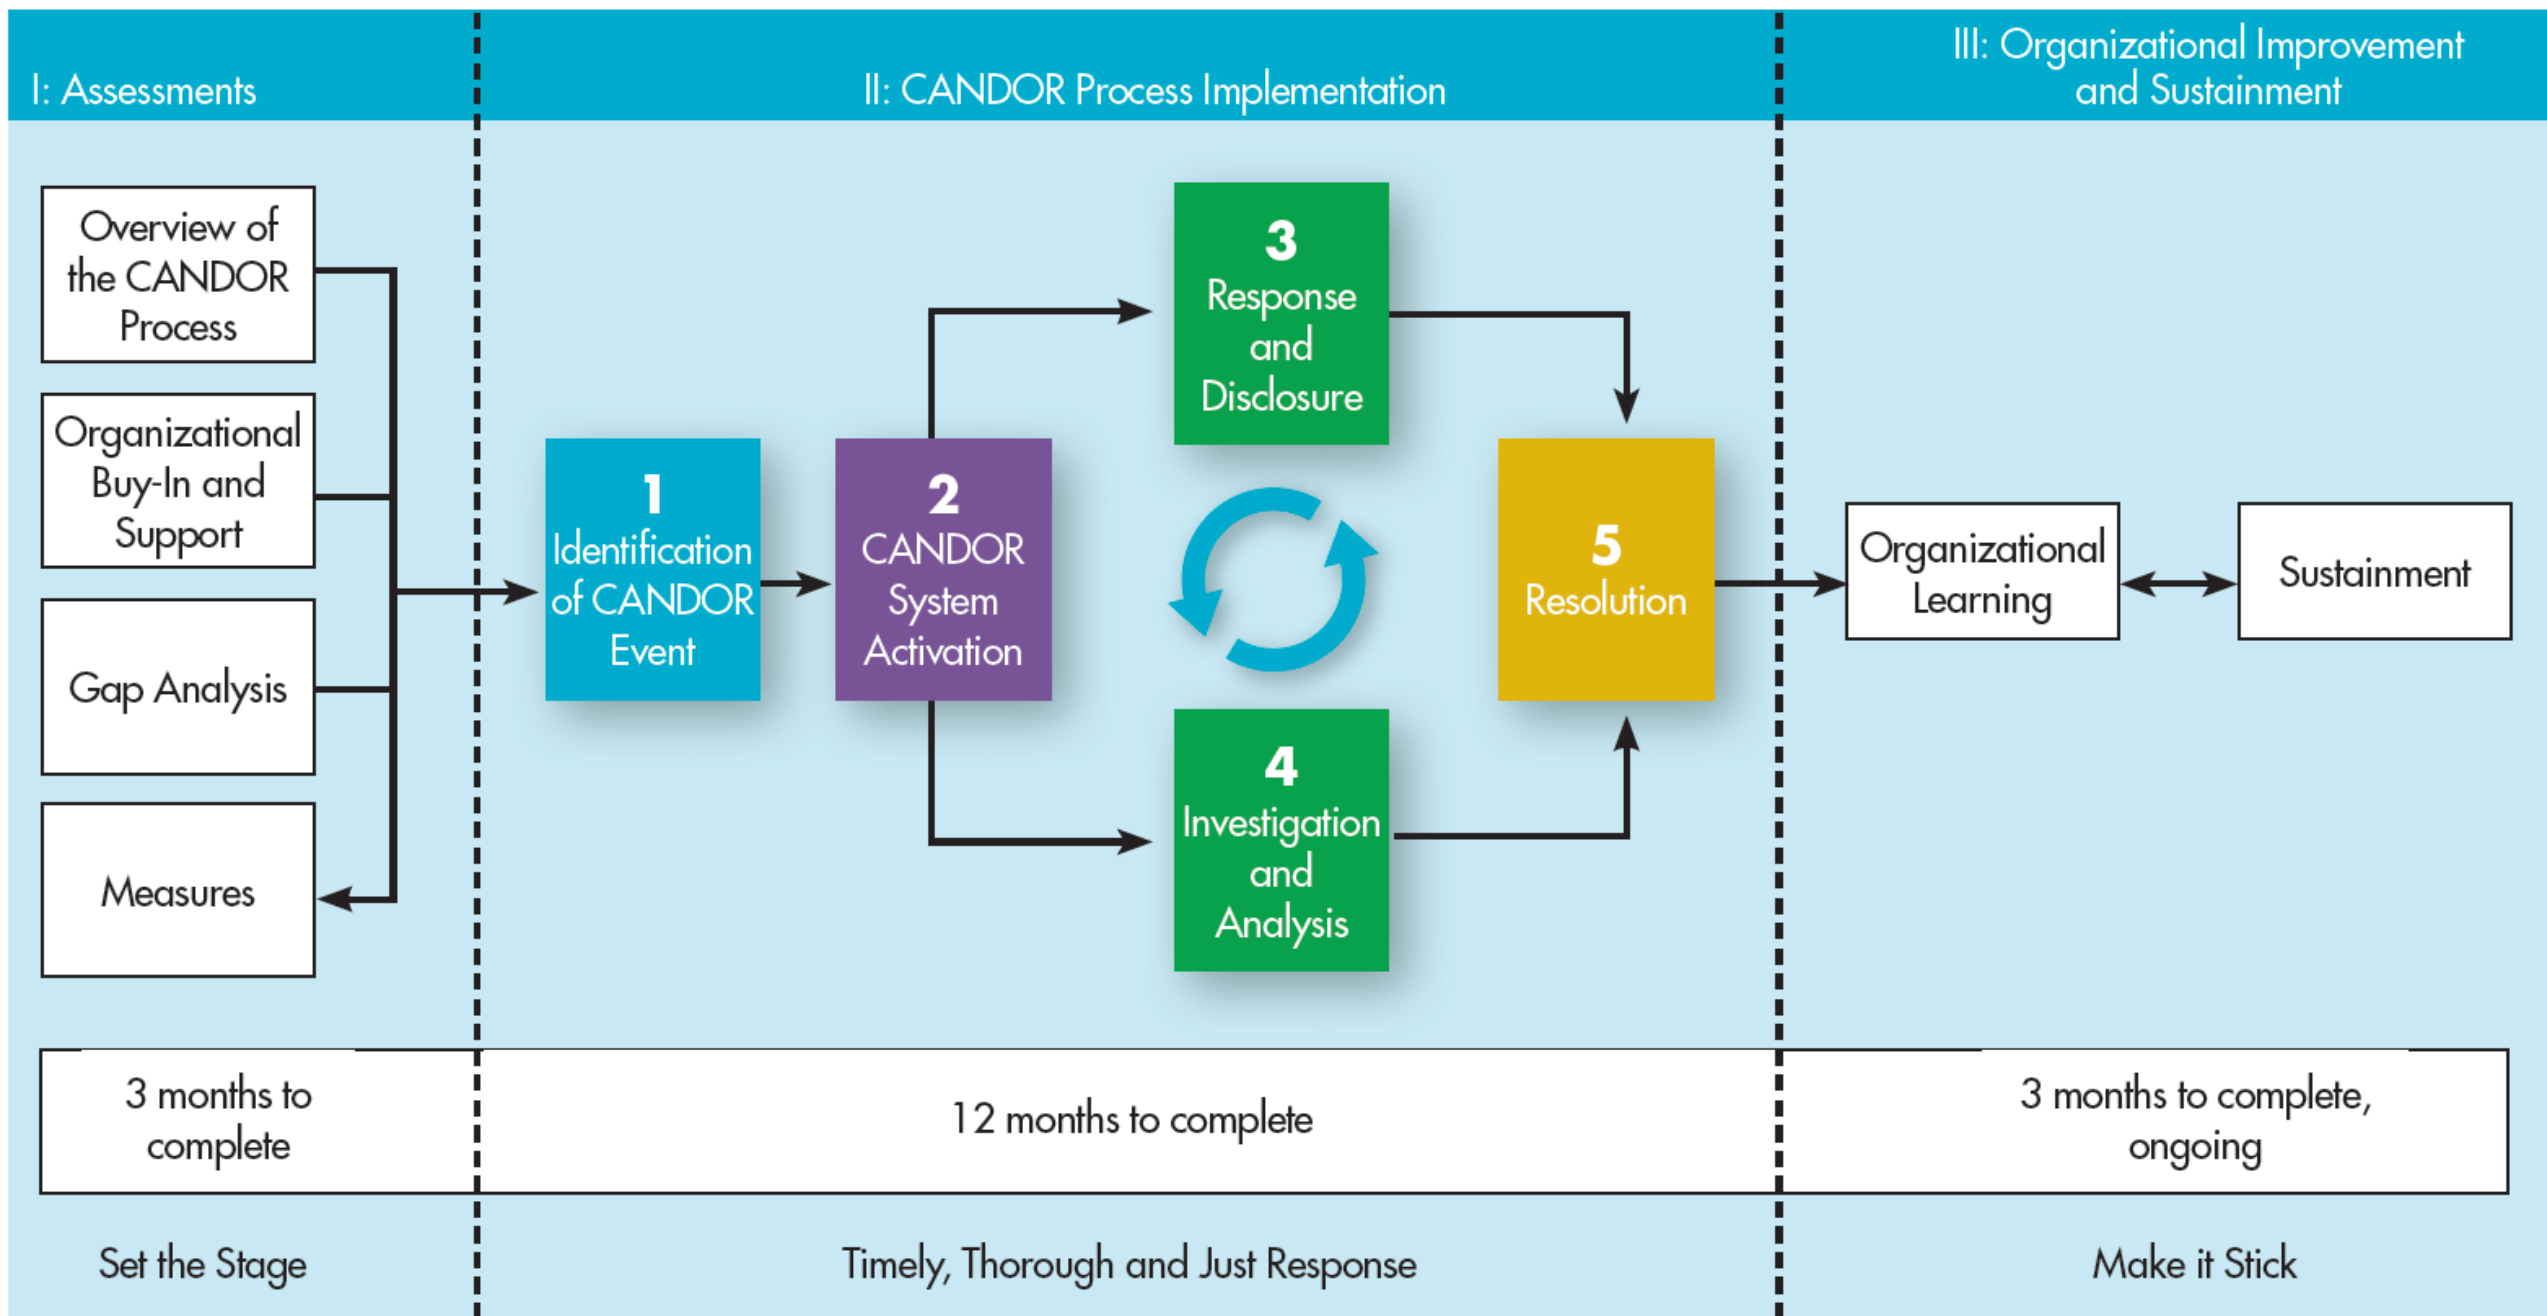 I: Assessments
II: CANDOR Process Implementation
III: Organizational Improvement
and Sustainment
Overview of
the CANDOR
Process
Organizational
Buy-In and
Support
Gap Analysis
Measures
1
Identification
of CANDOR
Event
2
CANDOR
System
Activation
3
Response
and
Disclosure
4
Investigation
and
Analysis
5
Resolution
Organizational
Learning
Sustainment
3 months to
complete
12 months to complete
3 months to complete,
ongoing
Set the Stage
Timely, Thorough and Just Response
Make it Stick